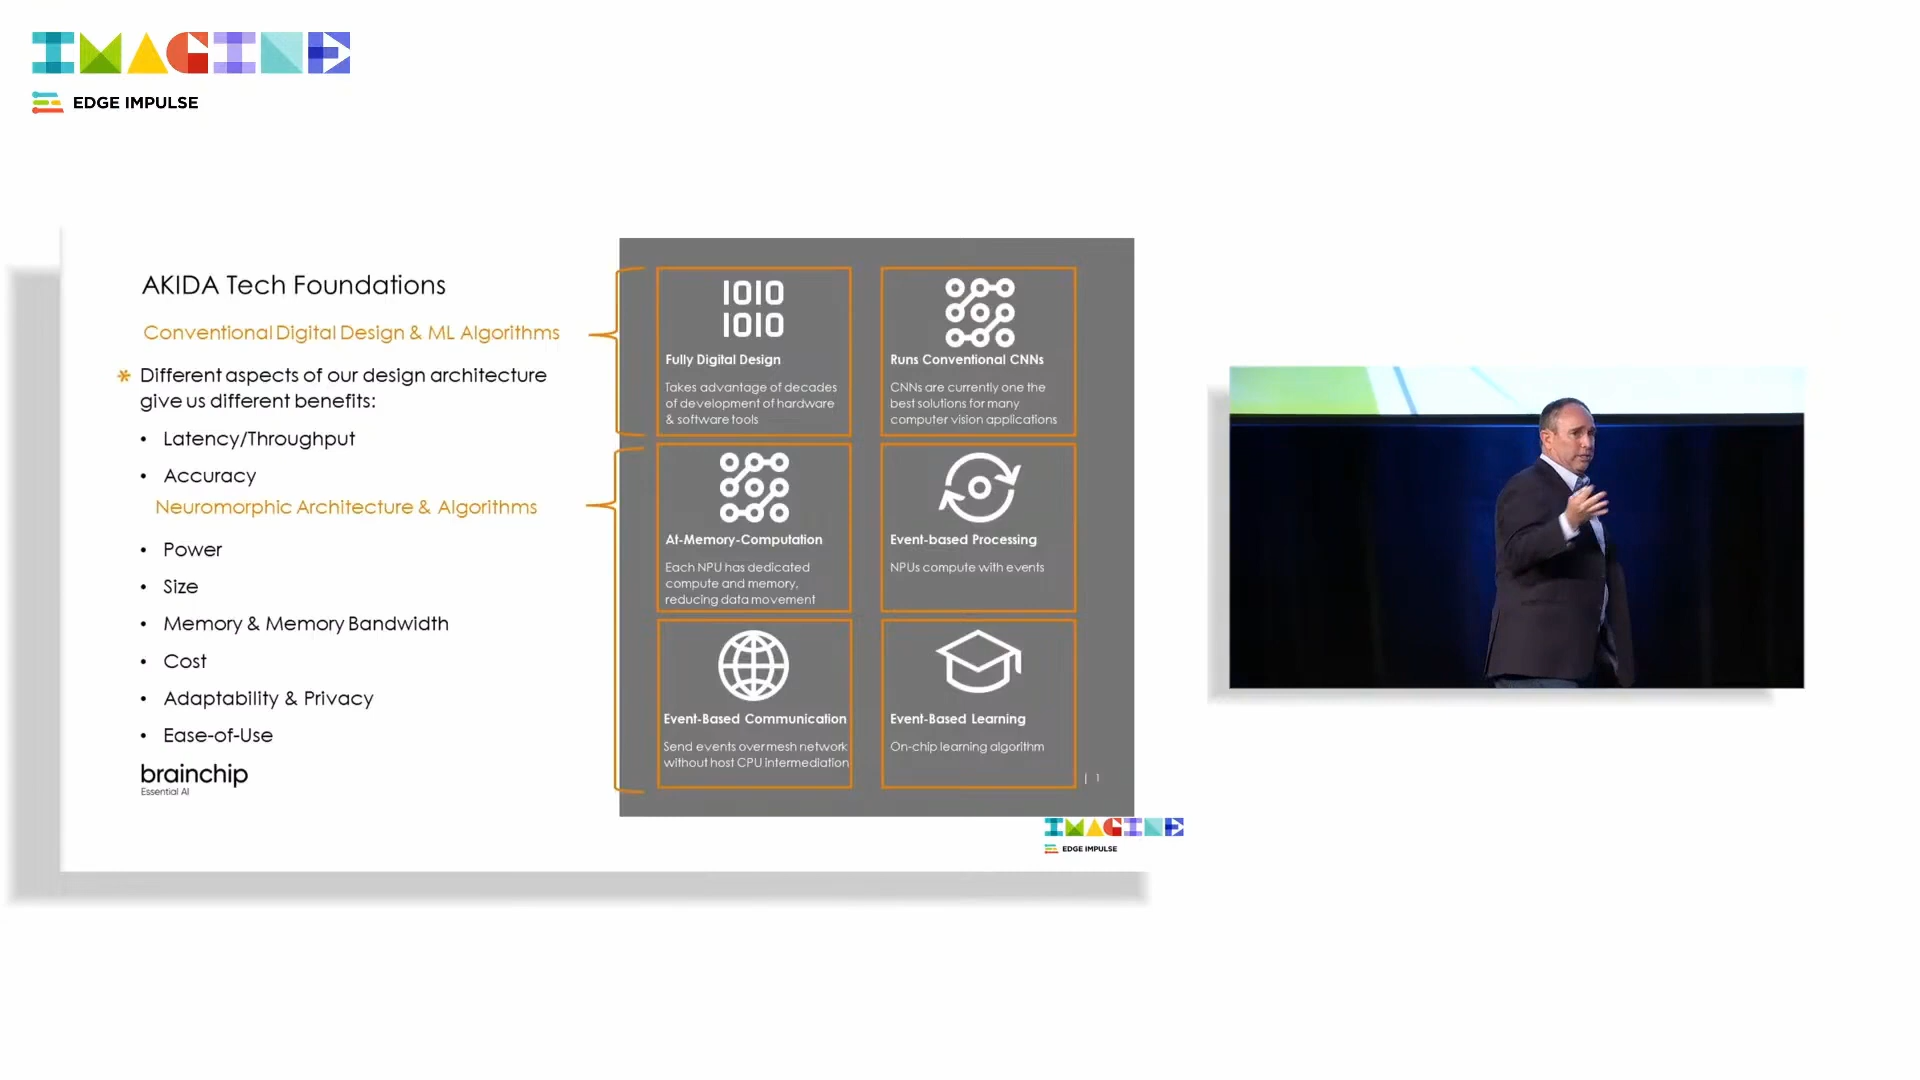 IMAGINE
EDGE IMPULSE
AKIDA Tech Foundations
Conventional Digital Design & ML Algorithms
* Different aspects of our design architecture
give us different benefits:
• Latency/Throughput
• Accuracy
Neuromorphic Architecture & Algorithms
• Power
• Size
• Memory & Memory Bandwidth
• Cost
• Adaptability & Privacy
• Ease-of-Use
brainchip
Essential AI
1010
1010
Fully Digital Design
Takes advantage of decades
of development of hardware
& software tools
Runs Conventional CNNs
CNNs are currently one the
best solutions for many
computer vision applications
At-Memory-Computation
Each NPU has dedicated
compute and memory,
reducing data movement
Event-based Processing
NPUs compute with events
Event-Based Communication
Send events over mesh network
without host CPU intermediation
Event-Based Learning
On-chip learning algorithm
| 1
IMAGINE
EDGE IMPULSE